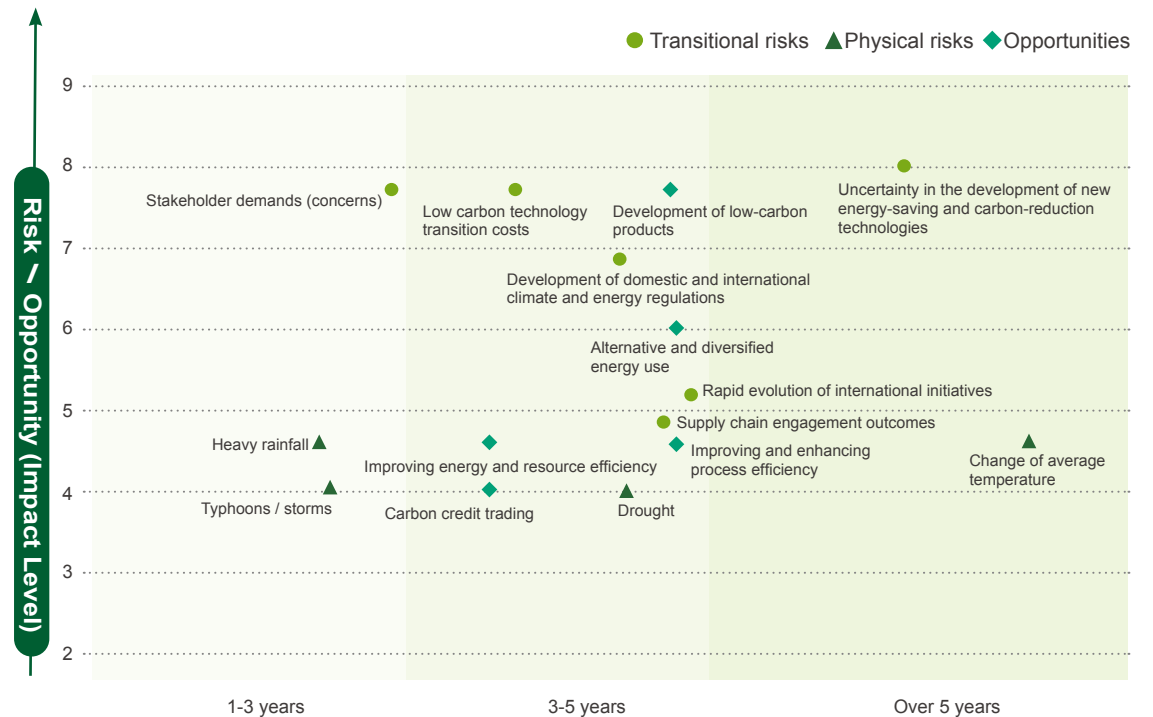 Transitional risks
Physical risks
Opportunities
Risk / Opportunity (Impact Level)
9
8
7
6
5
4
3
2
Stakeholder demands (concerns)
Low carbon technology
transition costs
Development of low-carbon
products
Uncertainty in the development of new
energy-saving and carbon-reduction
technologies
Development of domestic and international
climate and energy regulations
Alternative and diversified
energy use
Rapid evolution of international initiatives
Supply chain engagement outcomes
Heavy rainfall
Improving energy and resource efficiency
Improving and enhancing
process efficiency
Change of average
temperature
Typhoons / storms
Carbon credit trading
Drought
1-3 years
3-5 years
Over 5 years